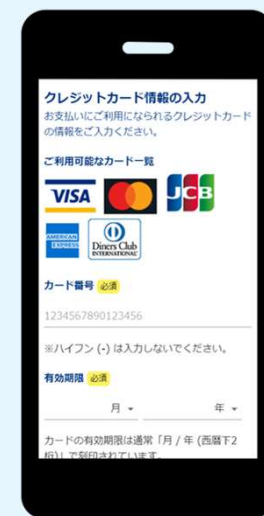 クレジットカード情報の入力
お支払いにご利用になられるクレジットカード
の情報をご入力ください。
ご利用可能なカード一覧
VISA
JCB
AMERICAN
EXPRESS
Diners Club
INTERNATIONAL
カード番号 必須
1234567890123456
※ハイフン (-) は入力しないでください。
有効期限 必須
月 年
カードの有効期限は通常「月 / 年 (西暦下2
桁)」で刻印されています。